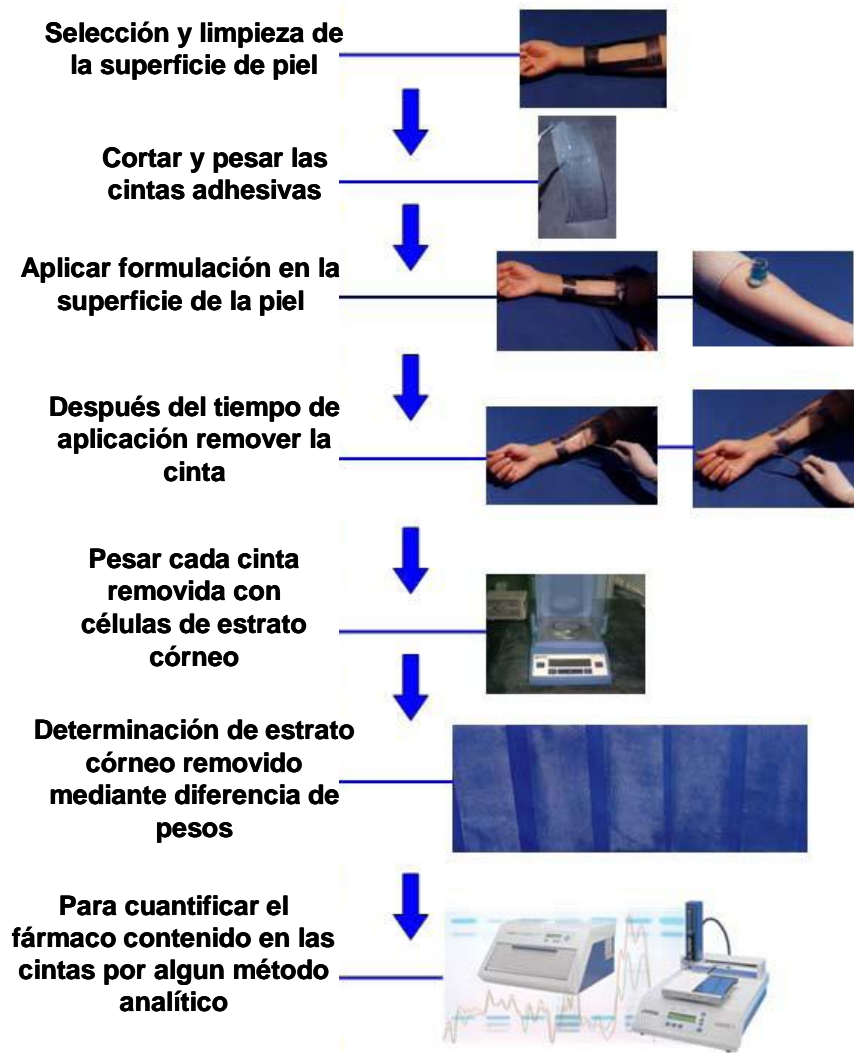 Selección y limpieza de
la superficie de piel
Cortar y pesar las
cintas adhesivas
Aplicar formulación en la
superficie de la piel
Después del tiempo de
aplicación remover la
cinta
Pesar cada cinta
removida con
células de estrato
córneo
Determinación de estrato
córneo removido
mediante diferencia de
pesos
Para cuantificar el
fármaco contenido en las
cintas por algun método
analítico